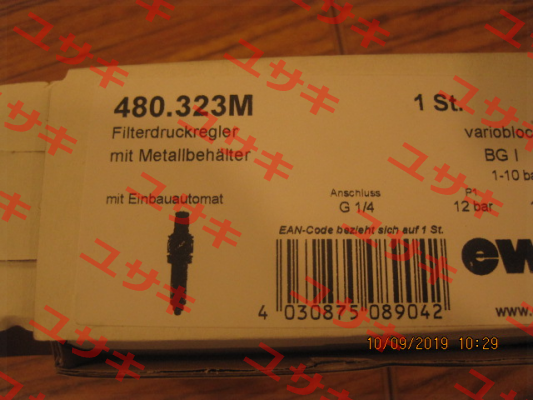 480.323M
1 St.
Filterdruckregler
variobloc
mit Metallbehälter
BG I
1-10 ba
mit Einbauautomat
Anschluss
G 1/4
P1
12 bar
EAN-Code bezieht sich auf 1 St.
ew
4 030875 089042
www.
10/09/2019 10:29
ユサキ